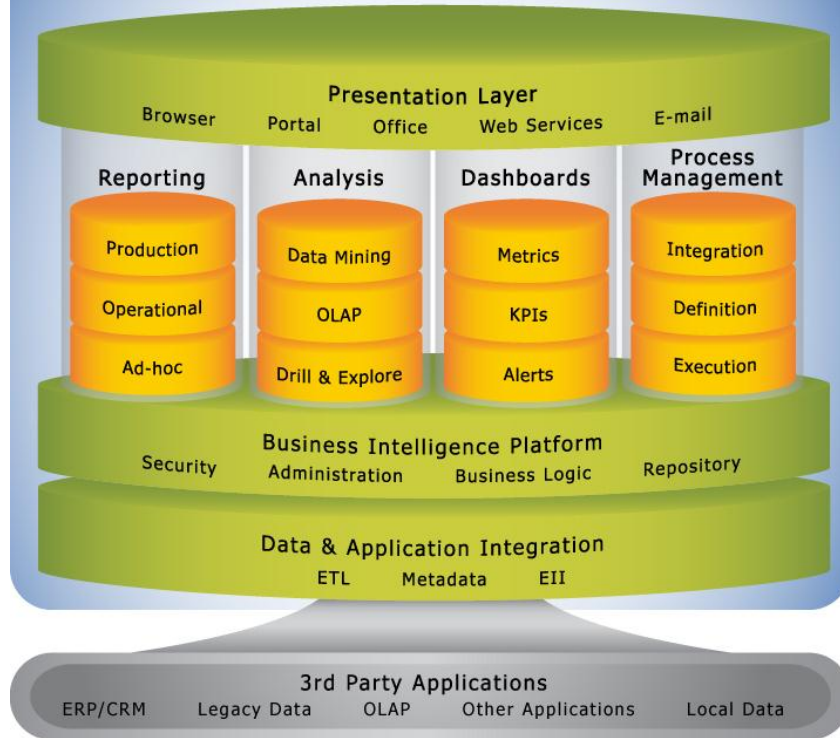 Presentation Layer
Browser Portal Office Web Services E-mail
Reporting
Production
Operational
Ad-hoc
Analysis
Data Mining
OLAP
Drill & Explore
Dashboards
Metrics
KPIs
Alerts
Process
Management
Integration
Definition
Execution
Business Intelligence Platform
Security Administration Business Logic Repository
Data & Application Integration
ETL Metadata EII
3rd Party Applications
ERP/CRM Legacy Data OLAP Other Applications Local Data